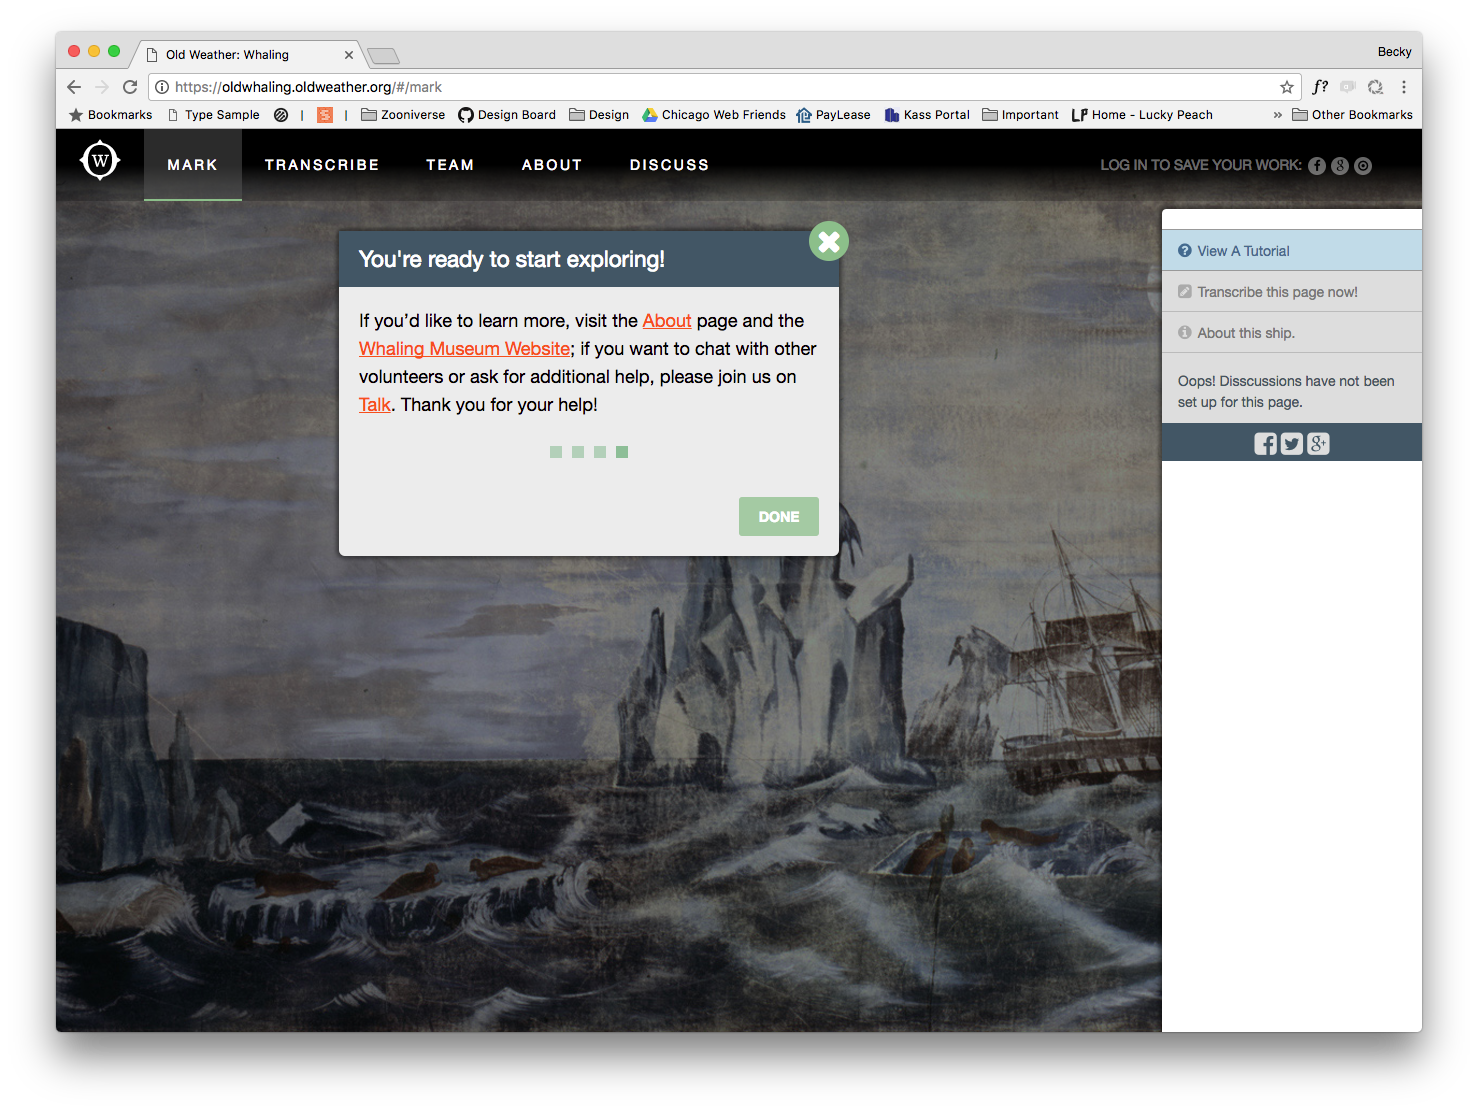 Old Weather: Whaling
Becky
https://oldwhaling.oldweather.org/#/mark
f?
Bookmarks Type Sample | | Zooniverse Design Board Design Chicago Web Friends PayLease Kass Portal Important LP Home - Lucky Peach » Other Bookmarks
W MARK TRANSCRIBE TEAM ABOUT DISCUSS LOG IN TO SAVE YOUR WORK:
You're ready to start exploring!
If you’d like to learn more, visit the About page and the
Whaling Museum Website; if you want to chat with other
volunteers or ask for additional help, please join us on
Talk. Thank you for your help!
DONE
View A Tutorial
Transcribe this page now!
About this ship.
Oops! Disscussions have not been
set up for this page.